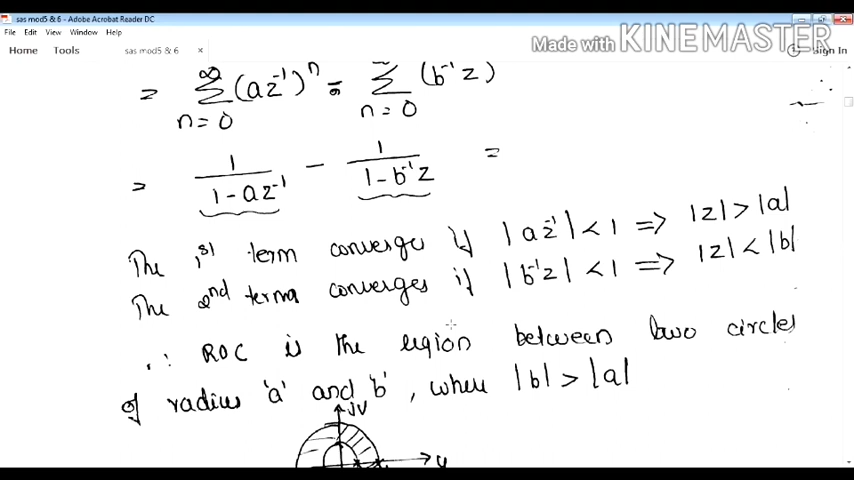 sas mod5 & 6 - Adobe Acrobat Reader DC
File Edit View Window Help
Home Tools sas mod5 & 6 ×
Sign In
Made with KINEMASTER
= ∞ Σ n=0 (az⁻¹)ⁿ = Σ n=0 (b⁻¹z)
= 1/(1-az⁻¹) - 1/(1-b⁻¹z) =
The 1st term converges if |az⁻¹| < 1 => |z| > |a|
The 2nd terms converges if |b⁻¹z| < 1 => |z| < |b|
∴ ROC is the region between two circles
of radius 'a' and 'b', when |b| > |a|
jv
u